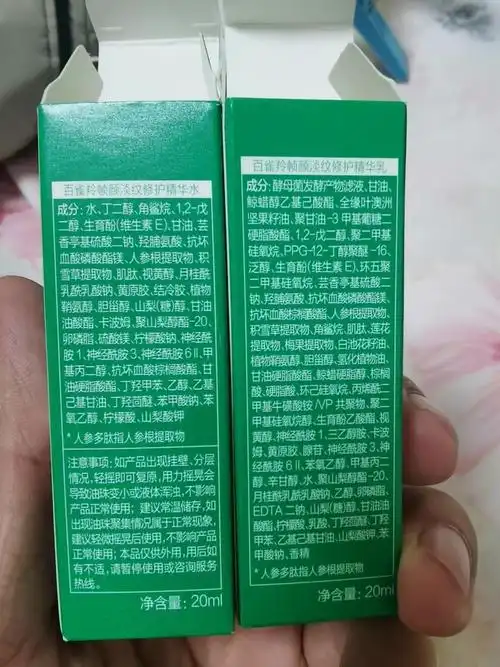 百雀羚帧颜淡纹修护精华水
成分：水、丁二醇、角鲨烷、1,2-戊
二醇、生育酚（维生素E）、甘油、芸
香亭基硫酸二钠、羟脯氨酸、抗坏
血酸磷酸酯镁、人参根提取物、积
雪草提取物、肌肽、视黄醇、月桂酰
乳酰乳酸钠、黄原胶、结冷胶、植物
鞘氨醇、胆甾醇、山梨（糖）醇、甘油
油酸酯、卡波姆、聚山梨醇酯-20、
卵磷脂、硫酸镁、柠檬酸钠、神经酰
胺1、神经酰胺3、神经酰胺6Ⅱ、甲
基丙二醇、抗坏血酸棕榈酸酯、甘
油硬脂酸酯、丁羟甲苯、乙醇、乙基
己基甘油、丁羟茴醚、苯甲酸钠、苯
氧乙醇、柠檬酸、山梨酸钾
*人参多肽指人参根提取物
注意事项：如产品出现挂壁、分层
情况，轻摇即可复原，用力摇晃会
导致油珠变小或液体浑浊，不影响
产品正常使用；建议常温储存，如
出现油珠聚集情况属于正常现象，
建议轻微摇晃后使用，不影响产品
正常使用；本品仅供外用，用后如
有不适，请暂停使用或咨询服务
热线。
净含量：20ml
百雀羚帧颜淡纹修护精华乳
成分：酵母菌发酵产物滤液、甘油、
鲸蜡醇乙基己酸酯、全缘叶澳洲
坚果籽油、聚甘油-3 甲基葡糖二
硬脂酸酯、1,2-戊二醇、聚二甲基
硅氧烷、PPG-12-丁醇聚醚-16、
泛醇、生育酚（维生素E）、环五聚
二甲基硅氧烷、芸香亭基硫酸二
钠、羟脯氨酸、抗坏血酸磷酸酯镁、
抗坏血酸棕榈酸酯、人参根提取物、
积雪草提取物、角鲨烷、肌肽、莲花
提取物、梅果提取物、白池花籽油、
植物鞘氨醇、胆甾醇、氢化植物油、
甘油硬脂酸酯、鲸蜡硬脂醇、棕榈
酸、硬脂酸、环己硅氧烷、丙烯酰二
甲基牛磺酸铵/VP 共聚物、聚二
甲基硅氧烷醇、生育酚乙酸酯、视
黄醇、神经酰胺1、三乙醇胺、卡波
姆、黄原胶、腺苷、神经酰胺3、神
经酰胺6Ⅱ、苯氧乙醇、甲基丙二
醇、辛甘醇、水、聚山梨醇酯-20、
月桂酰乳酰乳酸钠、乙醇、卵磷脂、
EDTA 二钠、山梨（糖）醇、甘油油
酸酯、柠檬酸、乳酸、丁羟茴醚、丁羟
甲苯、乙基己基甘油、山梨酸钾、苯
甲酸钠、香精
*人参多肽指人参根提取物
净含量：20ml